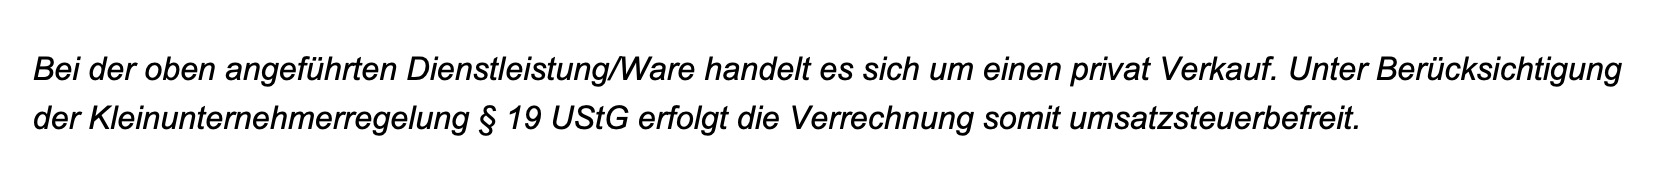 Bei der oben angeführten Dienstleistung/Ware handelt es sich um einen privat Verkauf. Unter Berücksichtigung
der Kleinunternehmerregelung § 19 UStG erfolgt die Verrechnung somit umsatzsteuerbefreit.